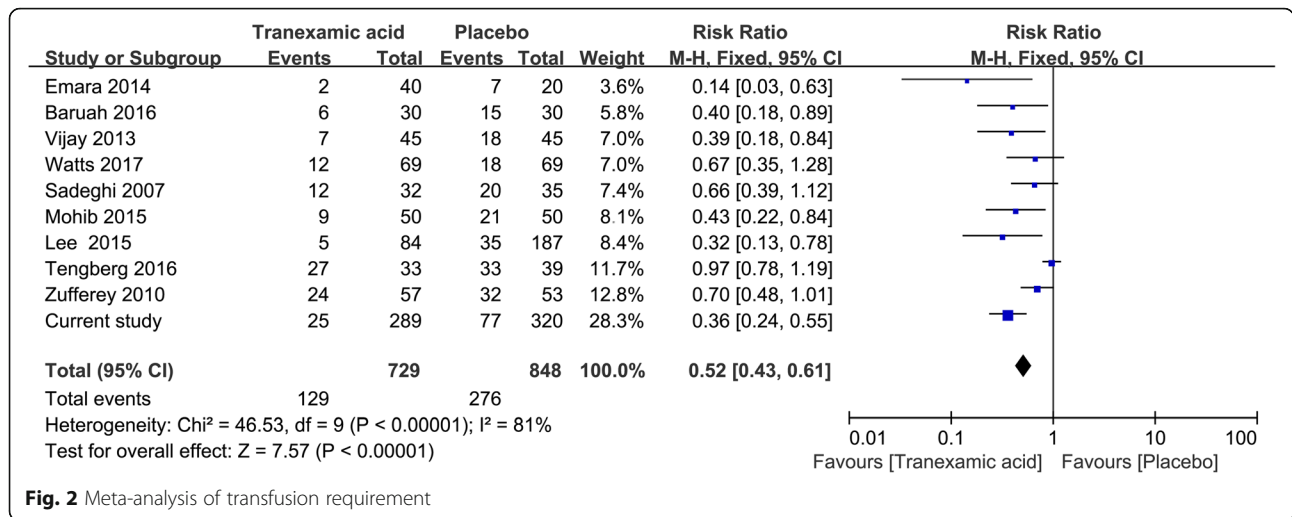 Tranexamic acid Placebo Risk Ratio Risk Ratio
Study or Subgroup Events Total Events Total Weight M-H, Fixed, 95% CI M-H, Fixed, 95% CI
Emara 2014 2 40 7 20 3.6% 0.14 [0.03, 0.63]
Baruah 2016 6 30 15 30 5.8% 0.40 [0.18, 0.89]
Vijay 2013 7 45 18 45 7.0% 0.39 [0.18, 0.84]
Watts 2017 12 69 18 69 7.0% 0.67 [0.35, 1.28]
Sadeghi 2007 12 32 20 35 7.4% 0.66 [0.39, 1.12]
Mohib 2015 9 50 21 50 8.1% 0.43 [0.22, 0.84]
Lee 2015 5 84 35 187 8.4% 0.32 [0.13, 0.78]
Tengberg 2016 27 33 33 39 11.7% 0.97 [0.78, 1.19]
Zufferey 2010 24 57 32 53 12.8% 0.70 [0.48, 1.01]
Current study 25 289 77 320 28.3% 0.36 [0.24, 0.55]
Total (95% CI) 729 848 100.0% 0.52 [0.43, 0.61]
Total events 129 276
Heterogeneity: Chi² = 46.53, df = 9 (P < 0.00001); I² = 81%
Test for overall effect: Z = 7.57 (P < 0.00001)
0.01 0.1 1 10 100
Favours [Tranexamic acid] Favours [Placebo]
Fig. 2 Meta-analysis of transfusion requirement